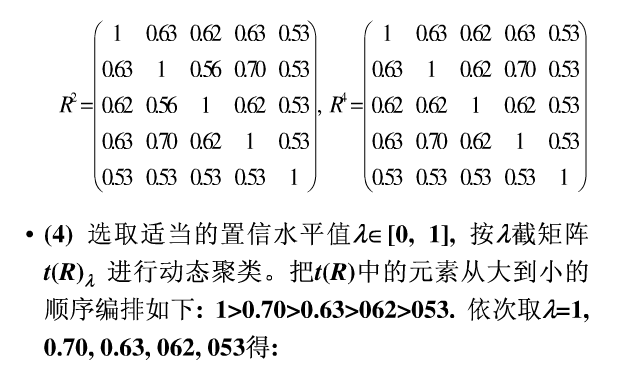 1 0.63 0.62 0.63 0.53 1 0.63 0.62 0.63 0.53
0.63 1 0.56 0.70 0.53 0.63 1 0.62 0.70 0.53
R²= 0.62 0.56 1 0.62 0.53 , R⁴= 0.62 0.62 1 0.62 0.53
0.63 0.70 0.62 1 0.53 0.63 0.70 0.62 1 0.53
0.53 0.53 0.53 0.53 1 0.53 0.53 0.53 0.53 1
• (4) 选取适当的置信水平值λ∈[0, 1], 按λ截矩阵
t(R)λ 进行动态聚类。把t(R)中的元素从大到小的
顺序编排如下: 1>0.70>0.63>062>053. 依次取λ=1,
0.70, 0.63, 062, 053得: